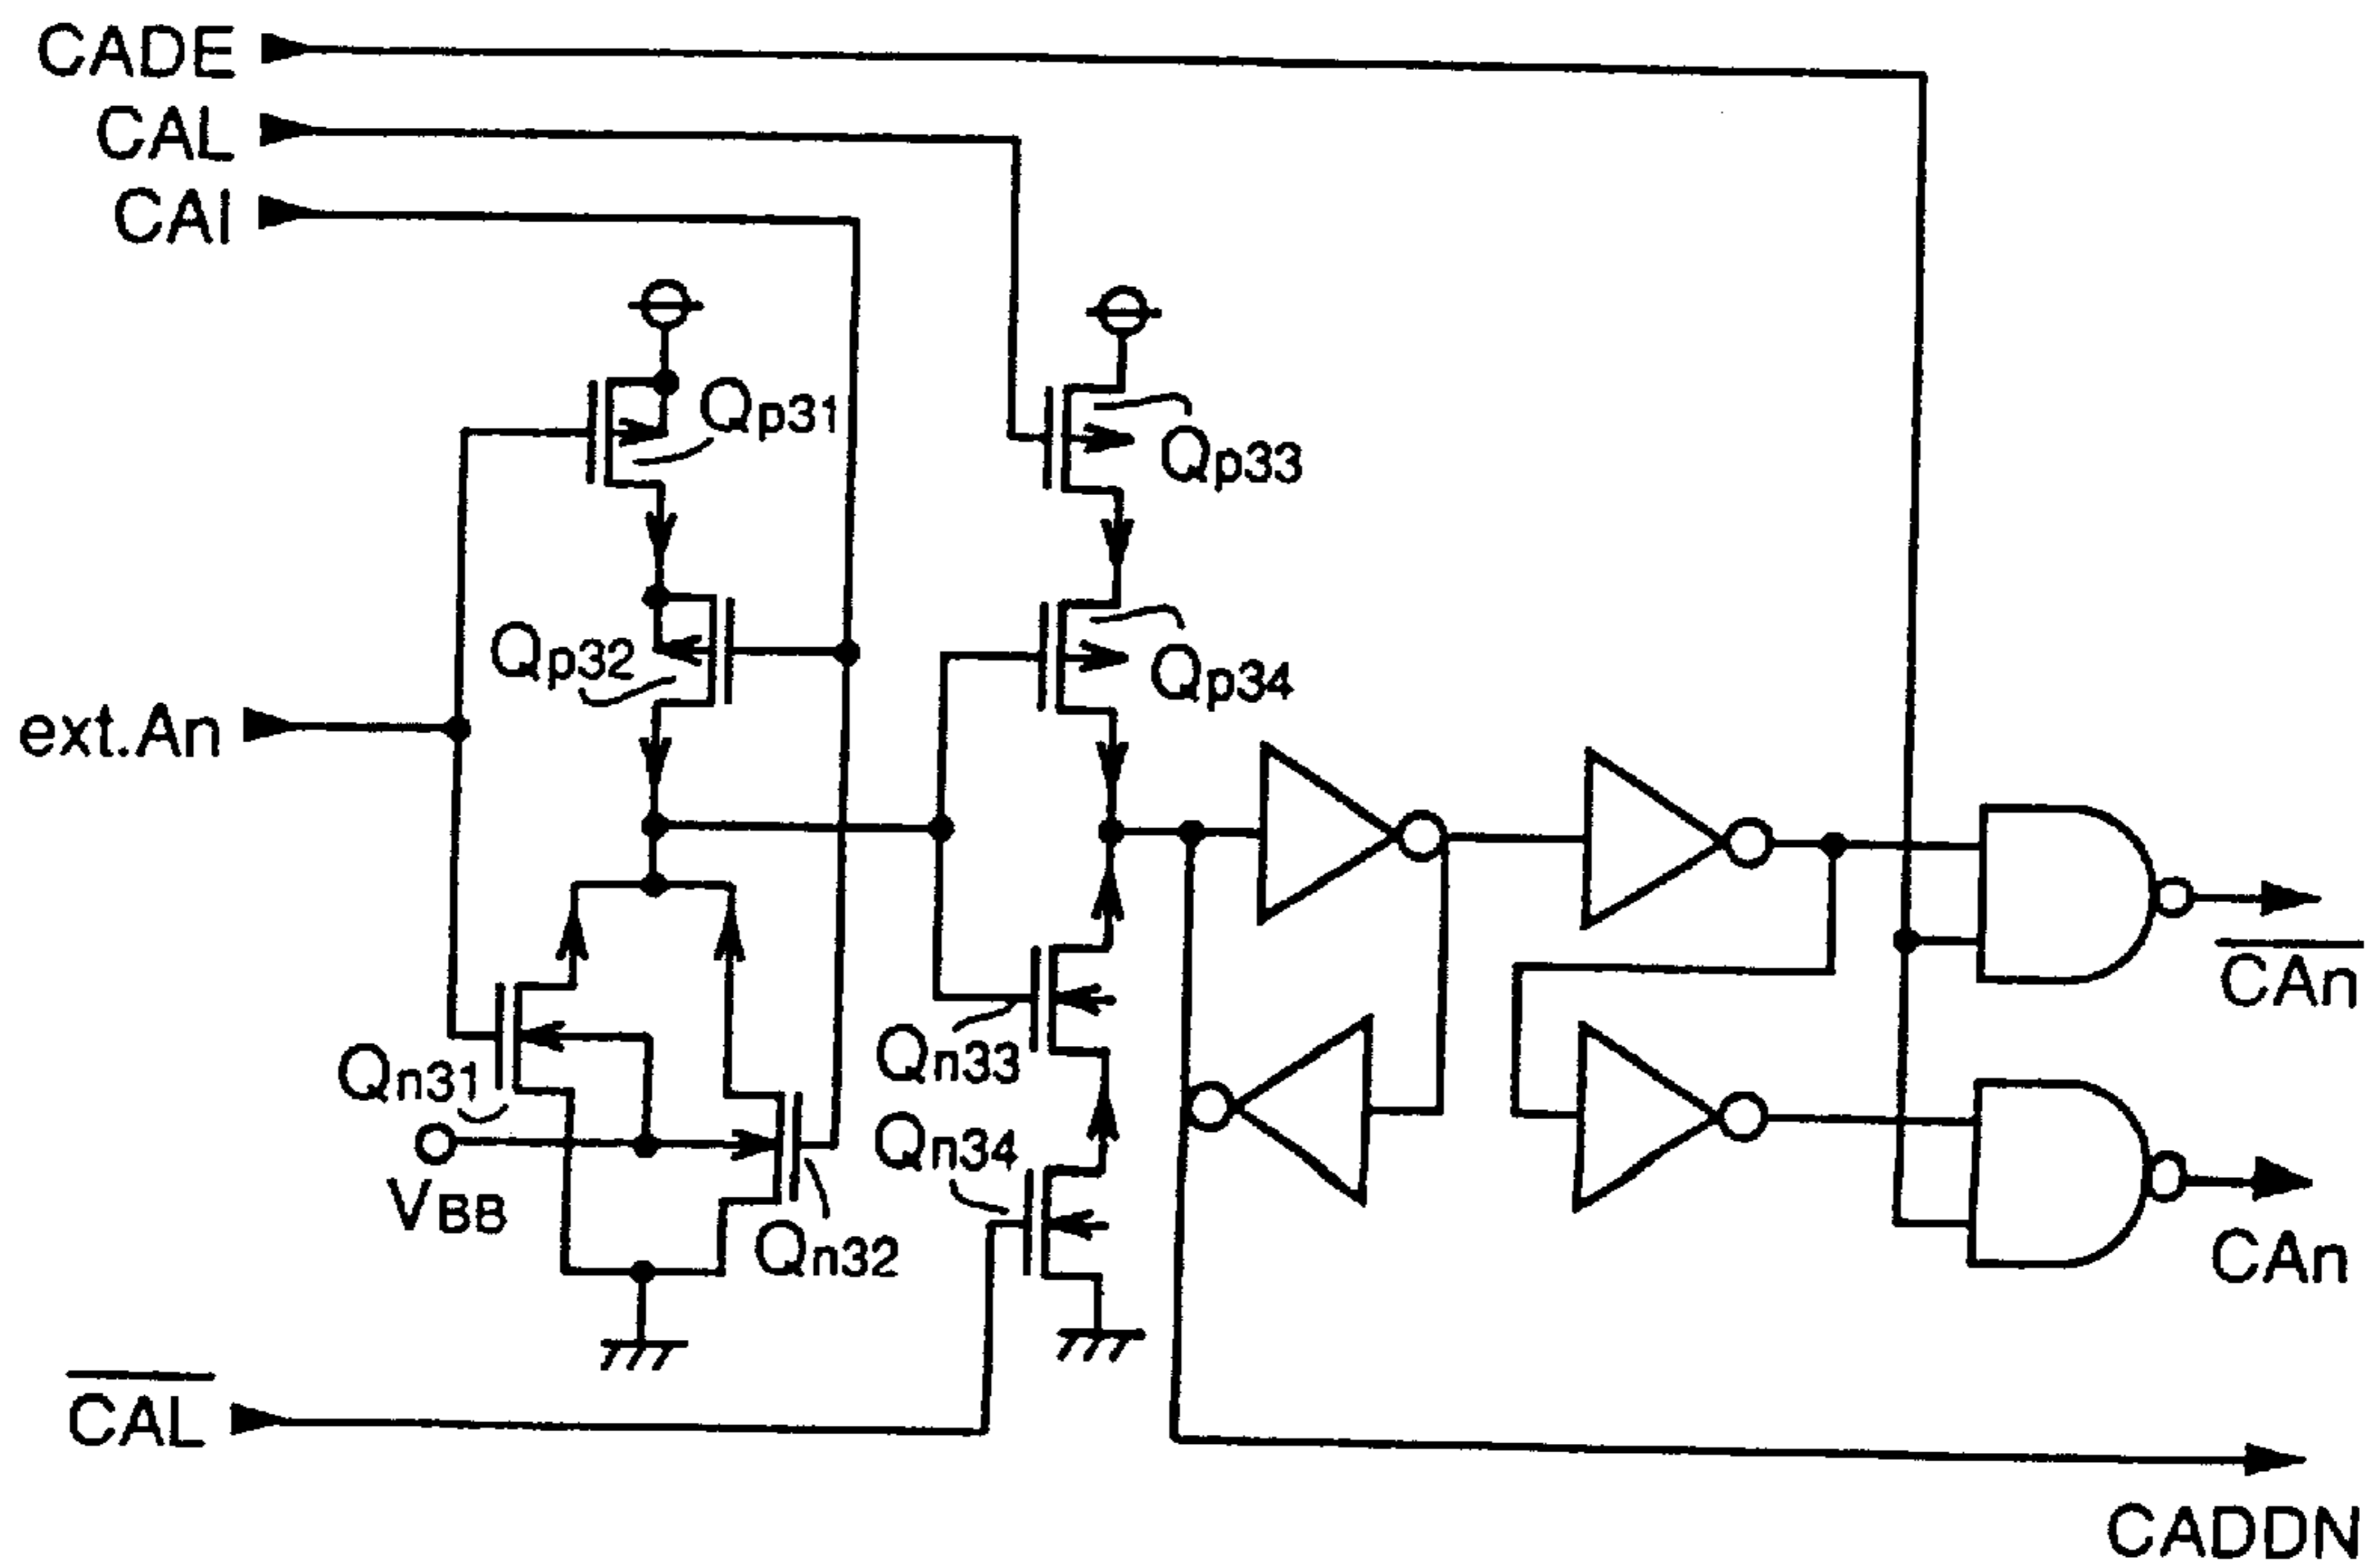 CADE
CAL
CAI
Qp31
Qp33
Qp32
Qp34
ext.An
CAn
Qn31
Qn33
Qn34
VBB
Qn32
CAn
CAL
CADDN